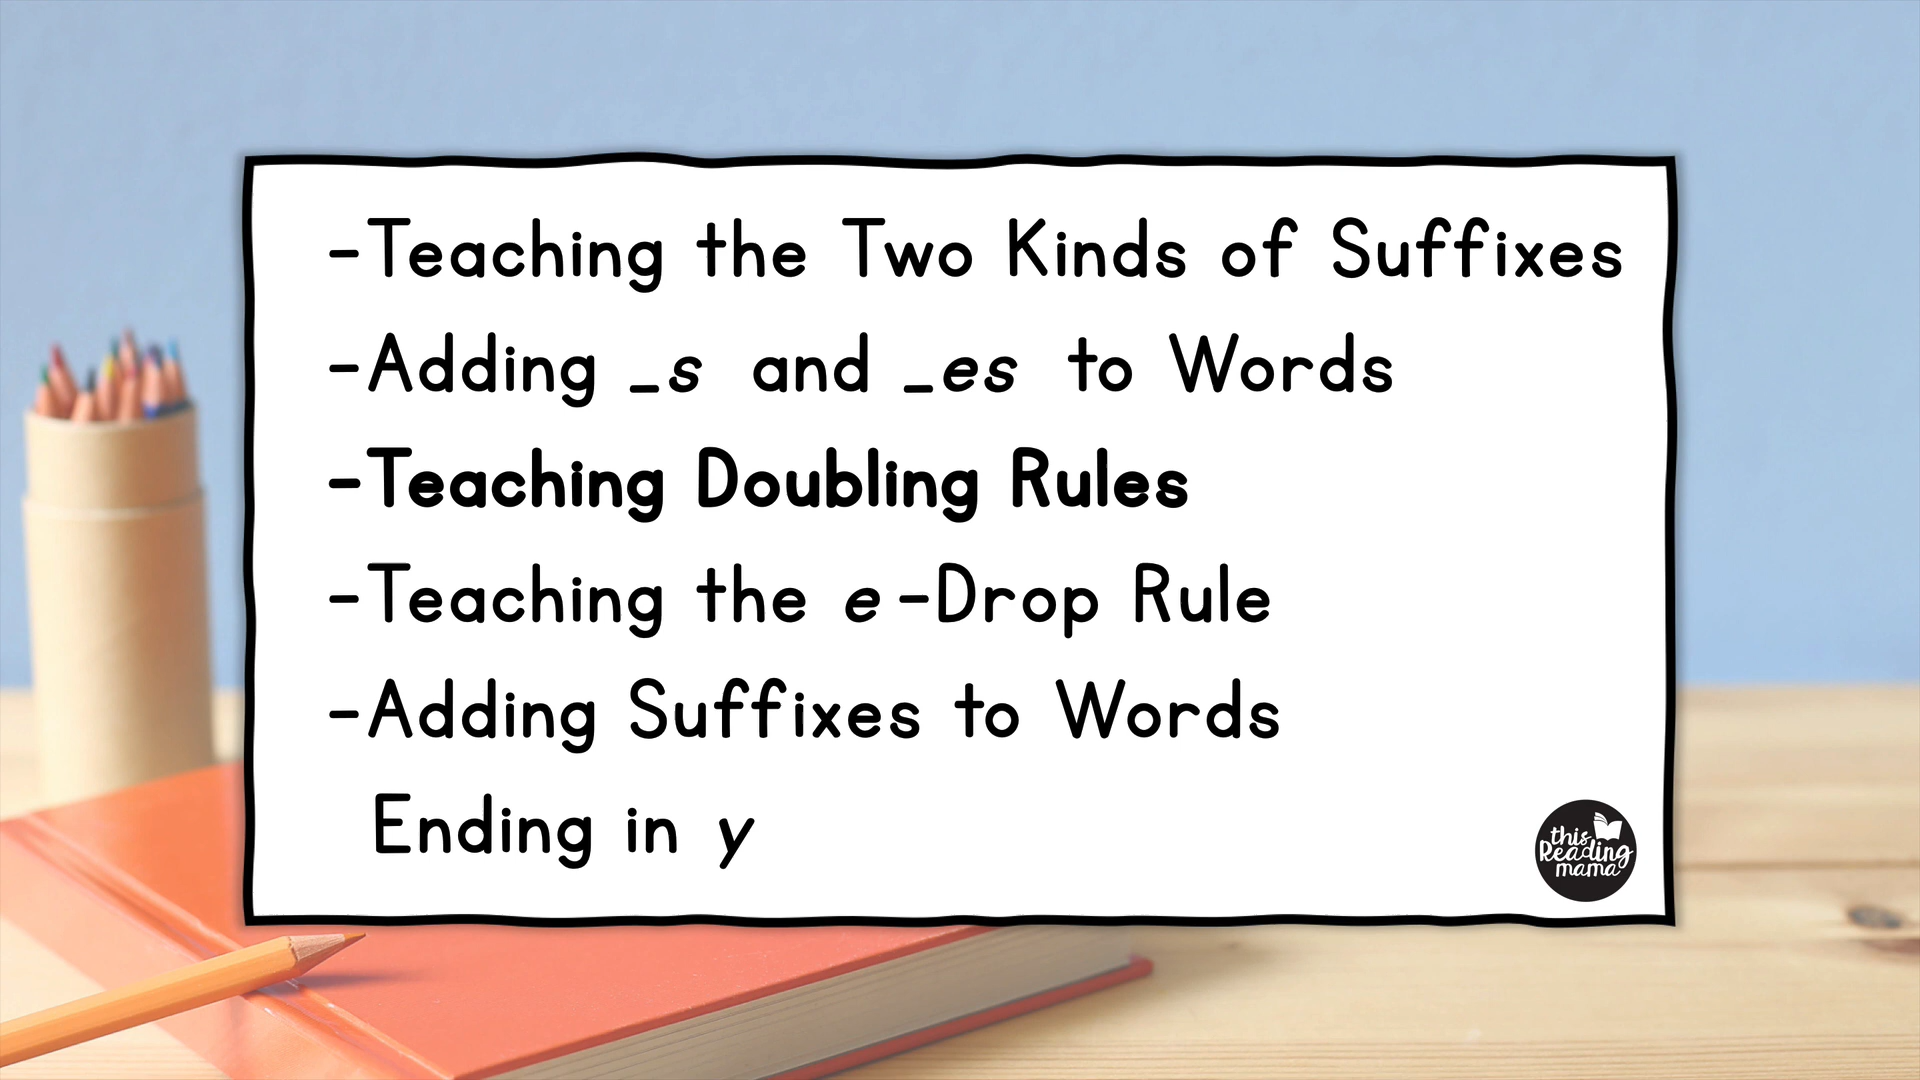 -Teaching the Two Kinds of Suffixes
-Adding _s and _es to Words
-Teaching Doubling Rules
-Teaching the e-Drop Rule
-Adding Suffixes to Words
Ending in y
this
Reading
mama